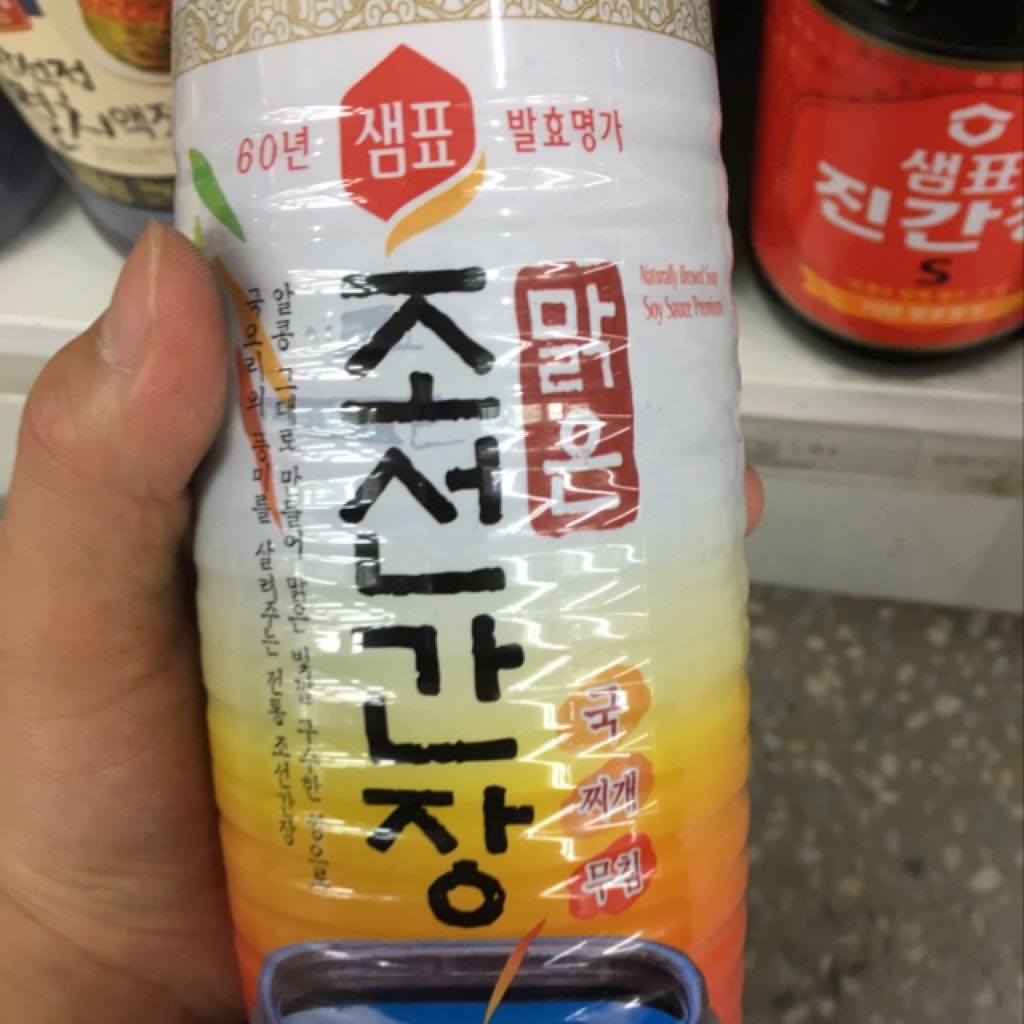 60년 샘표 발효명가
맑은
조선간장
Naturally Brewed Soup
Soy Sauce Premium
알콩 그대로 만들어 맑은 빛깔 구수한 향으로
국요리의 풍미를 살려주는 전통 조선간장
국
찌개
무침
샘표
진간장
S